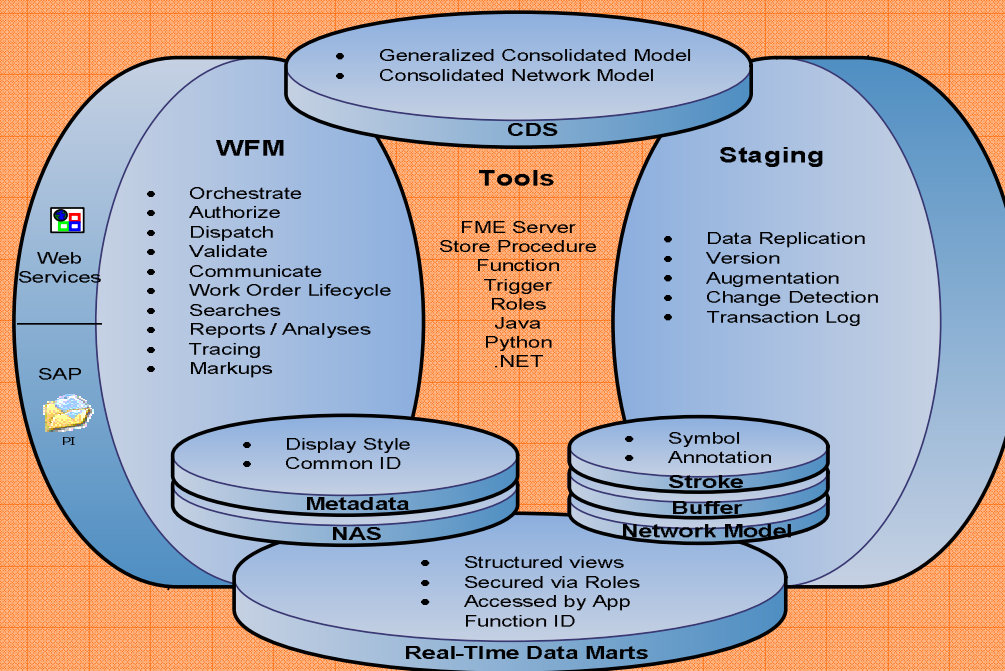 • Generalized Consolidated Model
• Consolidated Network Model
CDS
WFM
• Orchestrate
• Authorize
• Dispatch
• Validate
• Communicate
• Work Order Lifecycle
• Searches
• Reports / Analyses
• Tracing
• Markups
Web
Services
SAP
PI
Tools
FME Server
Store Procedure
Function
Trigger
Roles
Java
Python
.NET
Staging
• Data Replication
• Version
• Augmentation
• Change Detection
• Transaction Log
• Display Style
• Common ID
Metadata
NAS
• Symbol
• Annotation
Stroke
Buffer
Network Model
• Structured views
• Secured via Roles
• Accessed by App
Function ID
Real-TIme Data Marts